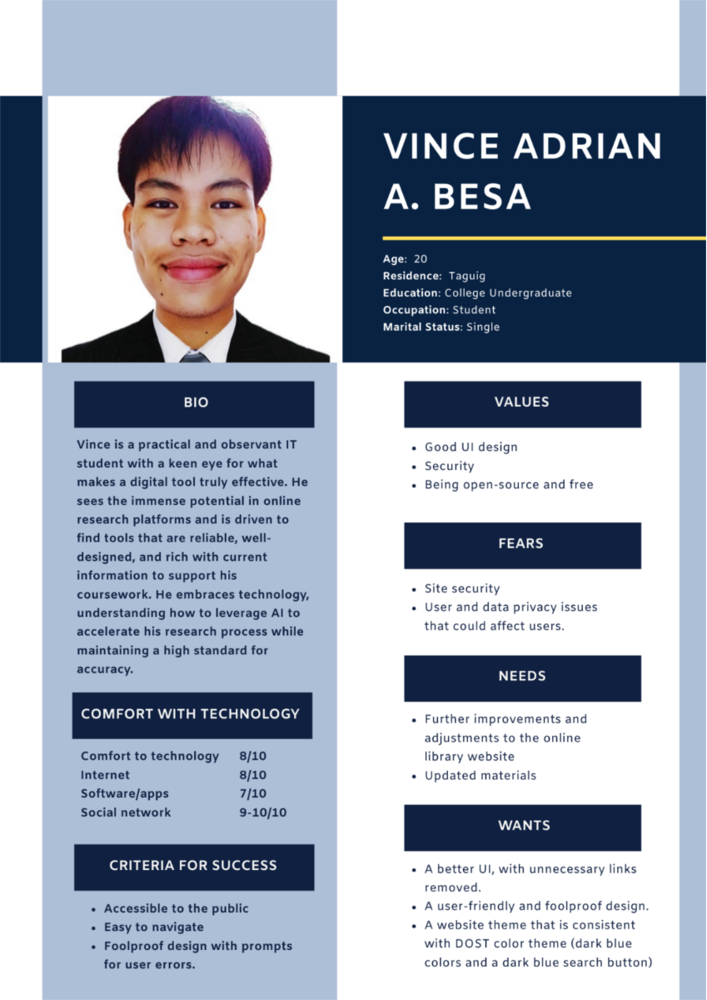 VINCE ADRIAN
A. BESA
Age: 20
Residence: Taguig
Education: College Undergraduate
Occupation: Student
Marital Status: Single
BIO
Vince is a practical and observant IT
student with a keen eye for what
makes a digital tool truly effective. He
sees the immense potential in online
research platforms and is driven to
find tools that are reliable, well-
designed, and rich with current
information to support his
coursework. He embraces technology,
understanding how to leverage AI to
accelerate his research process while
maintaining a high standard for
accuracy.
COMFORT WITH TECHNOLOGY
Comfort to technology 8/10
Internet 8/10
Software/apps 7/10
Social network 9-10/10
CRITERIA FOR SUCCESS
• Accessible to the public
• Easy to navigate
• Foolproof design with prompts
for user errors.
VALUES
• Good UI design
• Security
• Being open-source and free
FEARS
• Site security
• User and data privacy issues
that could affect users.
NEEDS
• Further improvements and
adjustments to the online
library website
• Updated materials
WANTS
• A better UI, with unnecessary links
removed.
• A user-friendly and foolproof design.
• A website theme that is consistent
with DOST color theme (dark blue
colors and a dark blue search button)